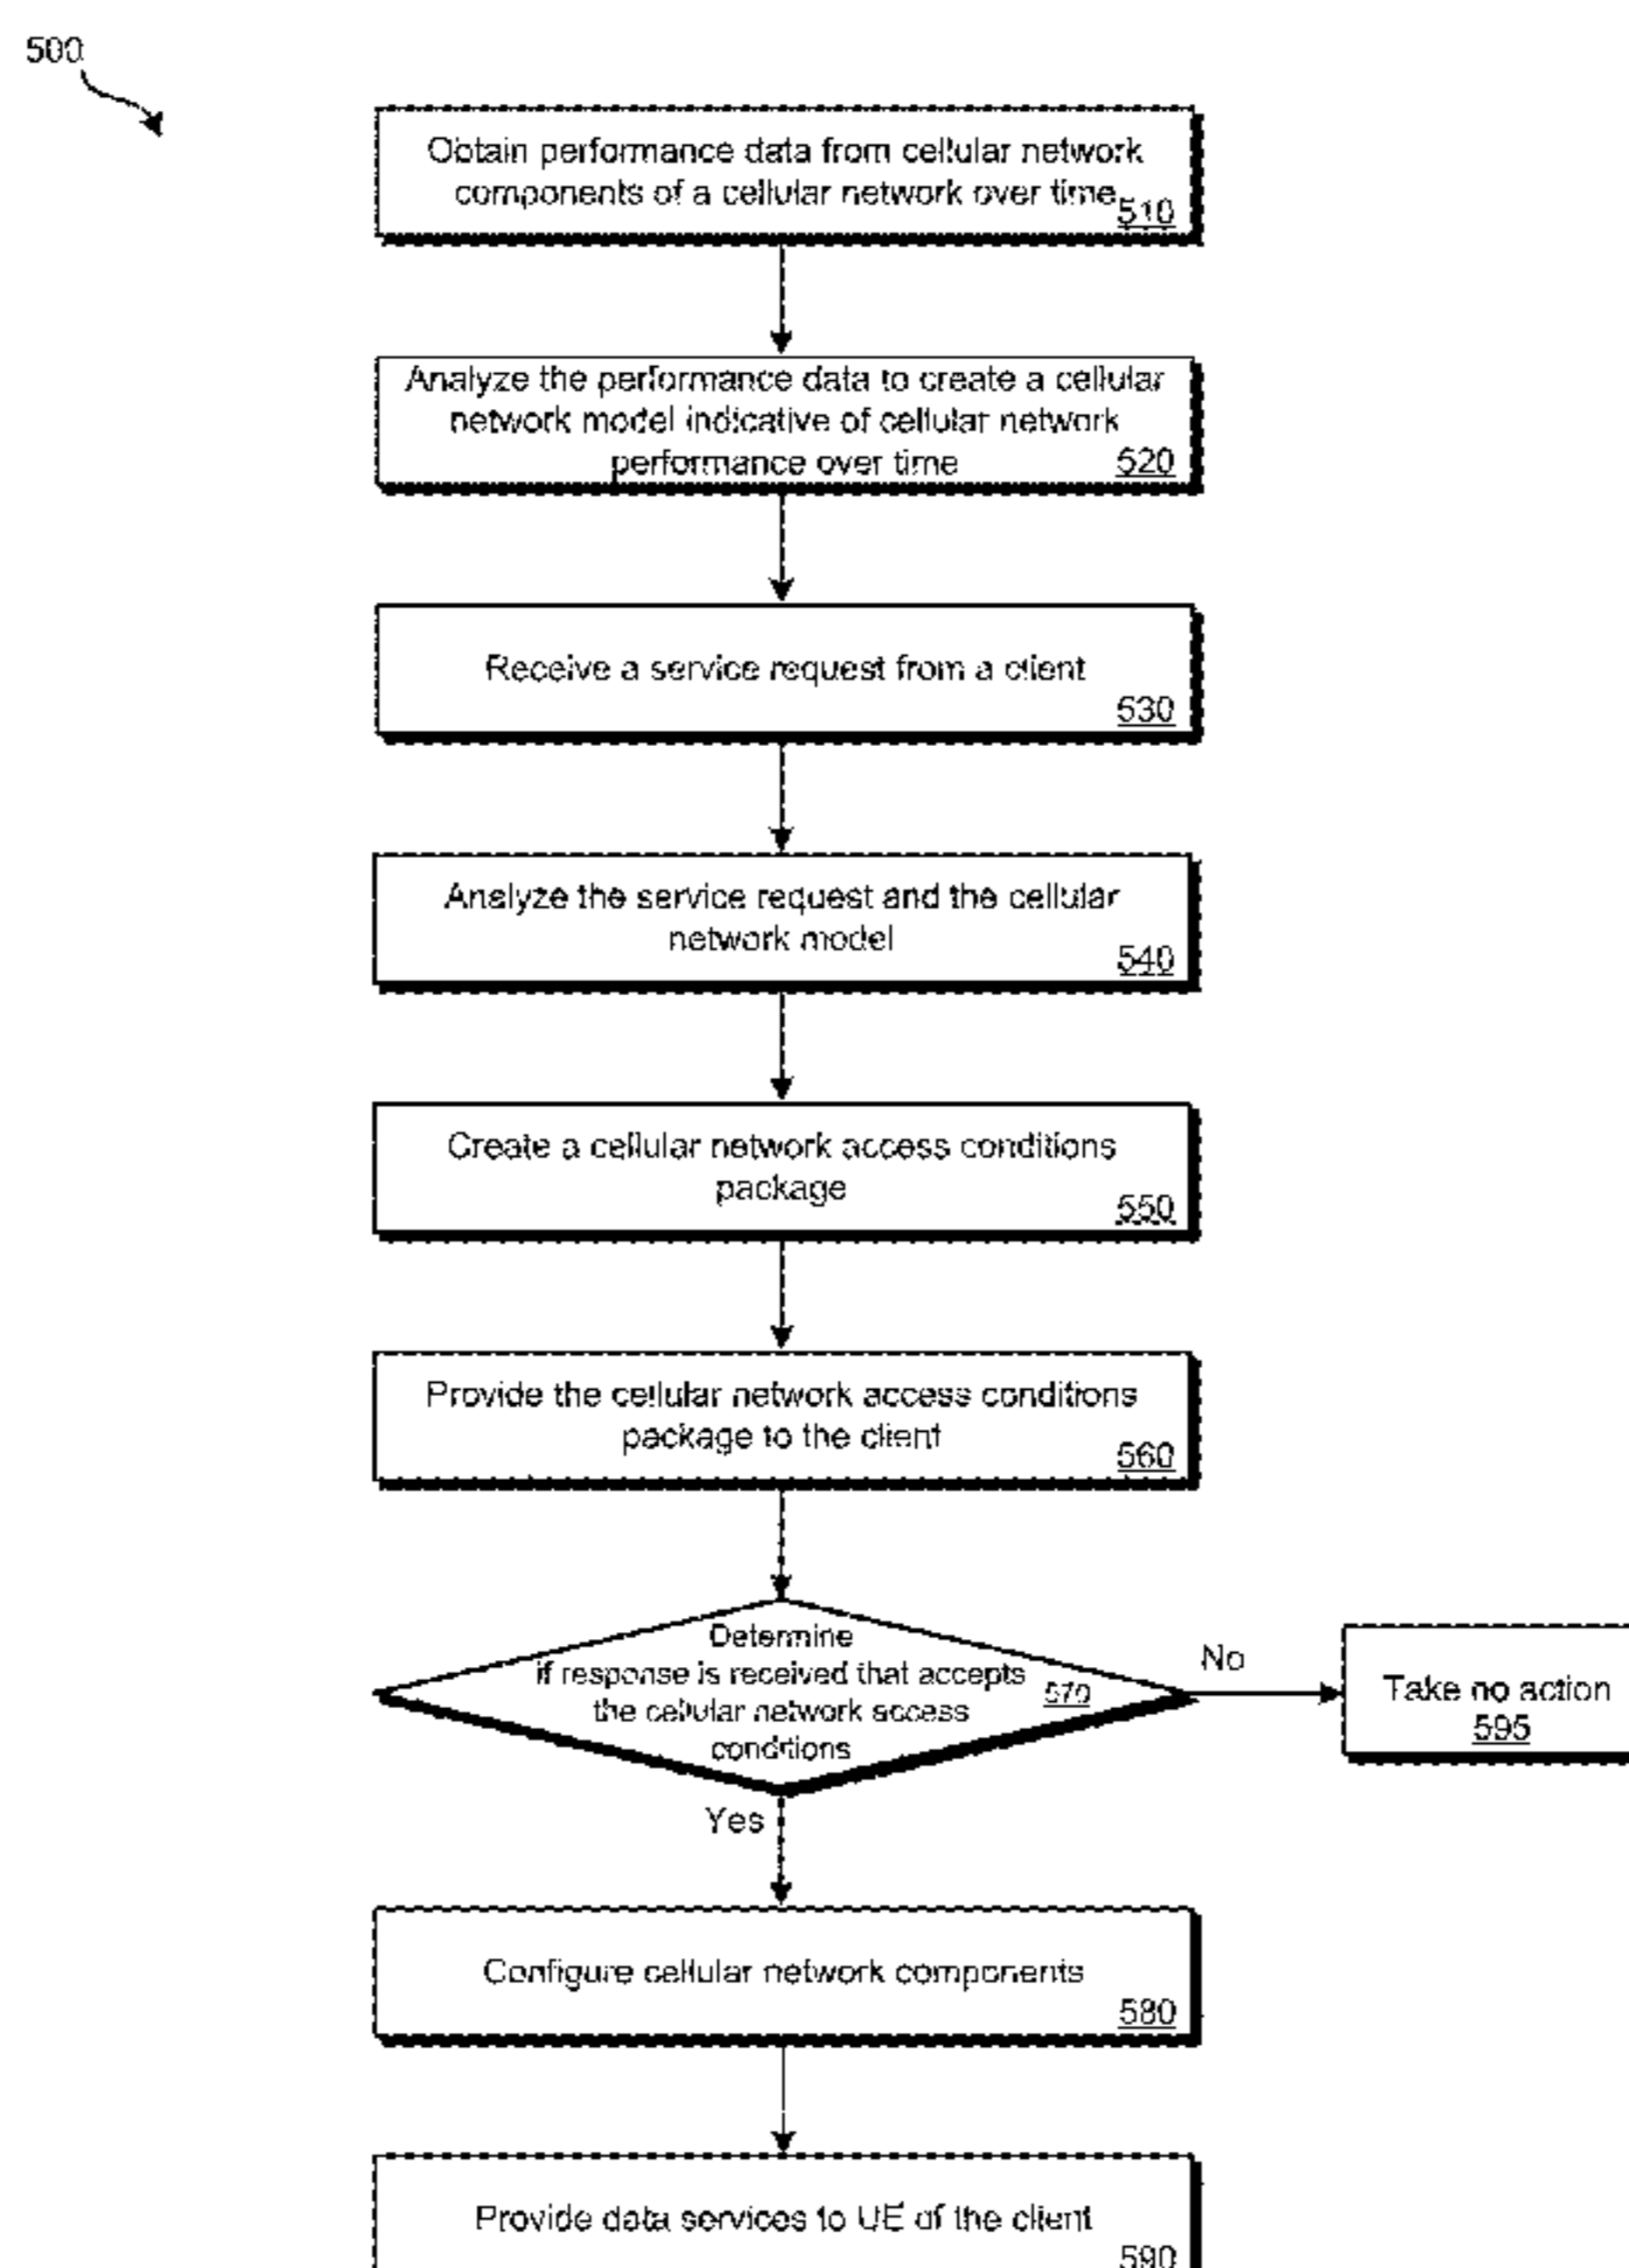 500
Obtain performance data from cellular network
components of a cellular network over time
510
Analyze the performance data to create a cellular
network model indicative of cellular network
performance over time
520
Receive a service request from a client
530
Analyze the service request and the cellular
network model
540
Create a cellular network access conditions
package
550
Provide the cellular network access conditions
package to the client
560
Determine
if response is received that accepts
the cellular network access
conditions
570
No
Take no action
595
Yes
Configure cellular network components
580
Provide data services to UE of the client
590